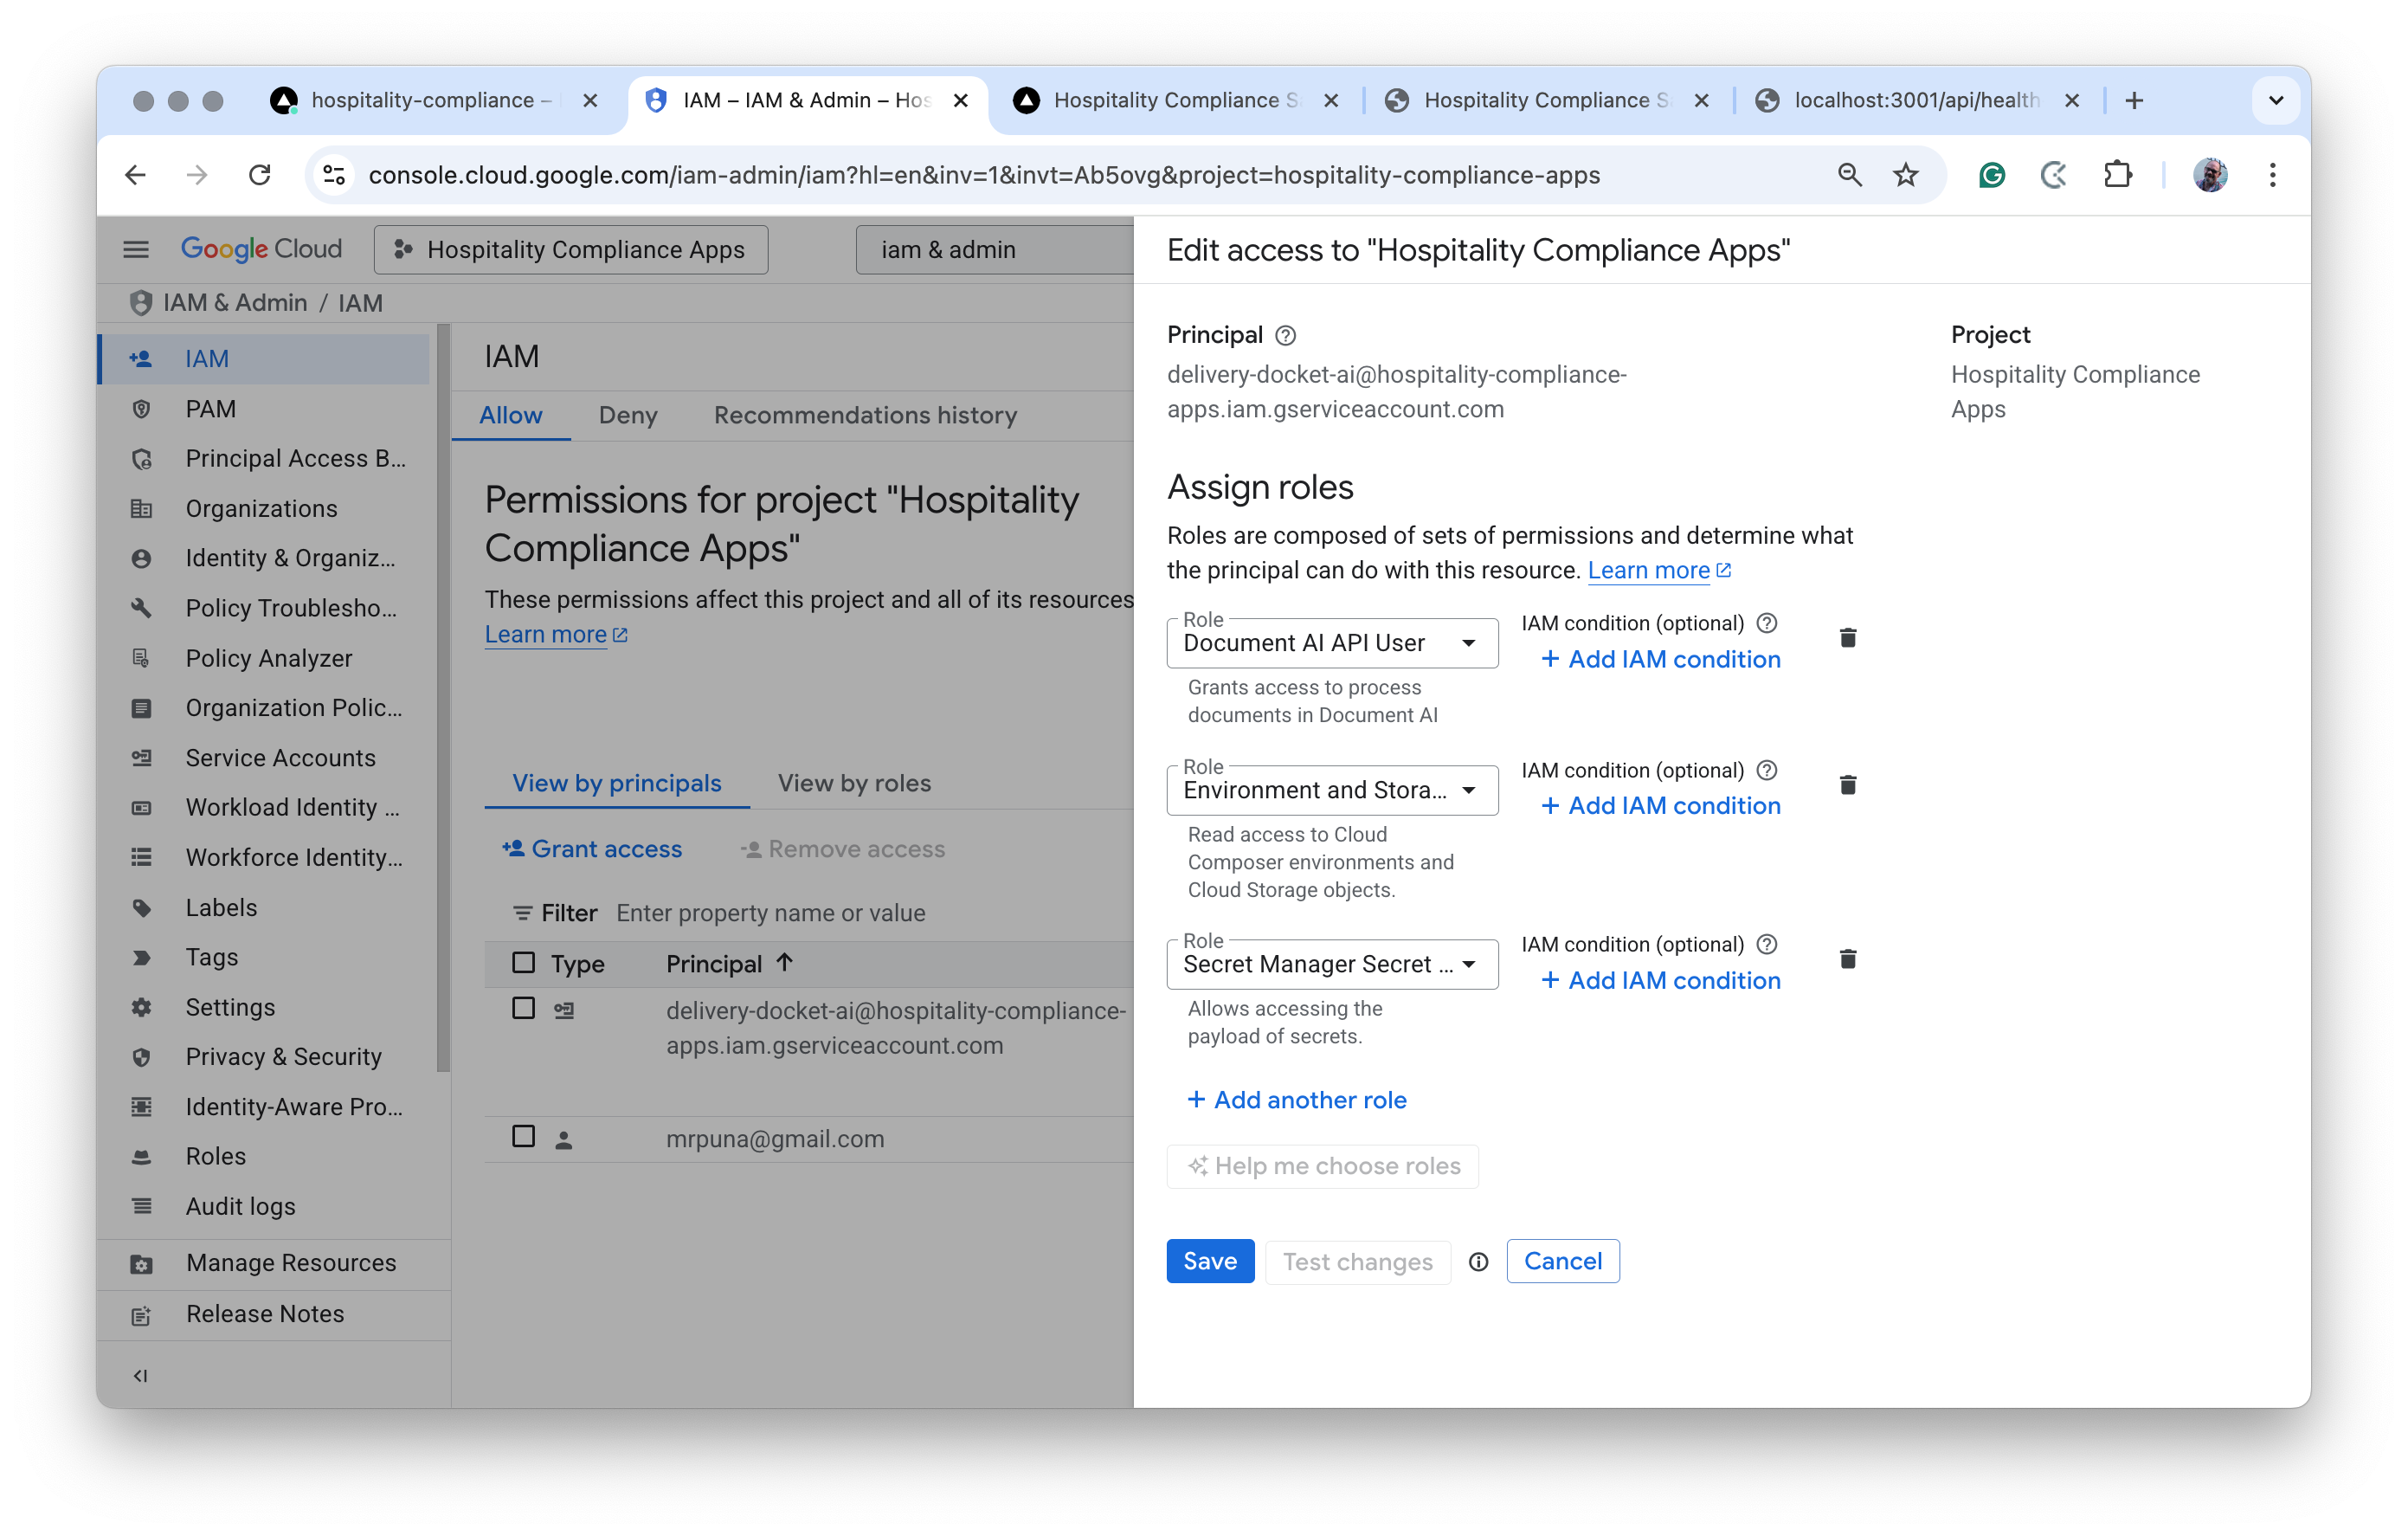 hospitality-compliance –
IAM – IAM & Admin – Hos
Hospitality Compliance S
Hospitality Compliance S
localhost:3001/api/health
console.cloud.google.com/iam-admin/iam?hl=en&inv=1&invt=Ab5ovg&project=hospitality-compliance-apps
Google Cloud
Hospitality Compliance Apps
iam & admin
IAM & Admin / IAM
IAM
PAM
Principal Access B...
Organizations
Identity & Organiz...
Policy Troublesho...
Policy Analyzer
Organization Polic...
Service Accounts
Workload Identity ...
Workforce Identity...
Labels
Tags
Settings
Privacy & Security
Identity-Aware Pro...
Roles
Audit logs
Manage Resources
Release Notes
IAM
Allow
Deny
Recommendations history
Permissions for project "Hospitality
Compliance Apps"
These permissions affect this project and all of its resources
Learn more
View by principals
View by roles
Grant access
Remove access
Filter Enter property name or value
Type
Principal
delivery-docket-ai@hospitality-compliance-
apps.iam.gserviceaccount.com
mrpuna@gmail.com
Edit access to "Hospitality Compliance Apps"
Principal
delivery-docket-ai@hospitality-compliance-
apps.iam.gserviceaccount.com
Project
Hospitality Compliance
Apps
Assign roles
Roles are composed of sets of permissions and determine what
the principal can do with this resource. Learn more
Role
Document AI API User
IAM condition (optional)
+ Add IAM condition
Grants access to process
documents in Document AI
Role
Environment and Stora...
IAM condition (optional)
+ Add IAM condition
Read access to Cloud
Composer environments and
Cloud Storage objects.
Role
Secret Manager Secret ...
IAM condition (optional)
+ Add IAM condition
Allows accessing the
payload of secrets.
+ Add another role
Help me choose roles
Save
Test changes
Cancel